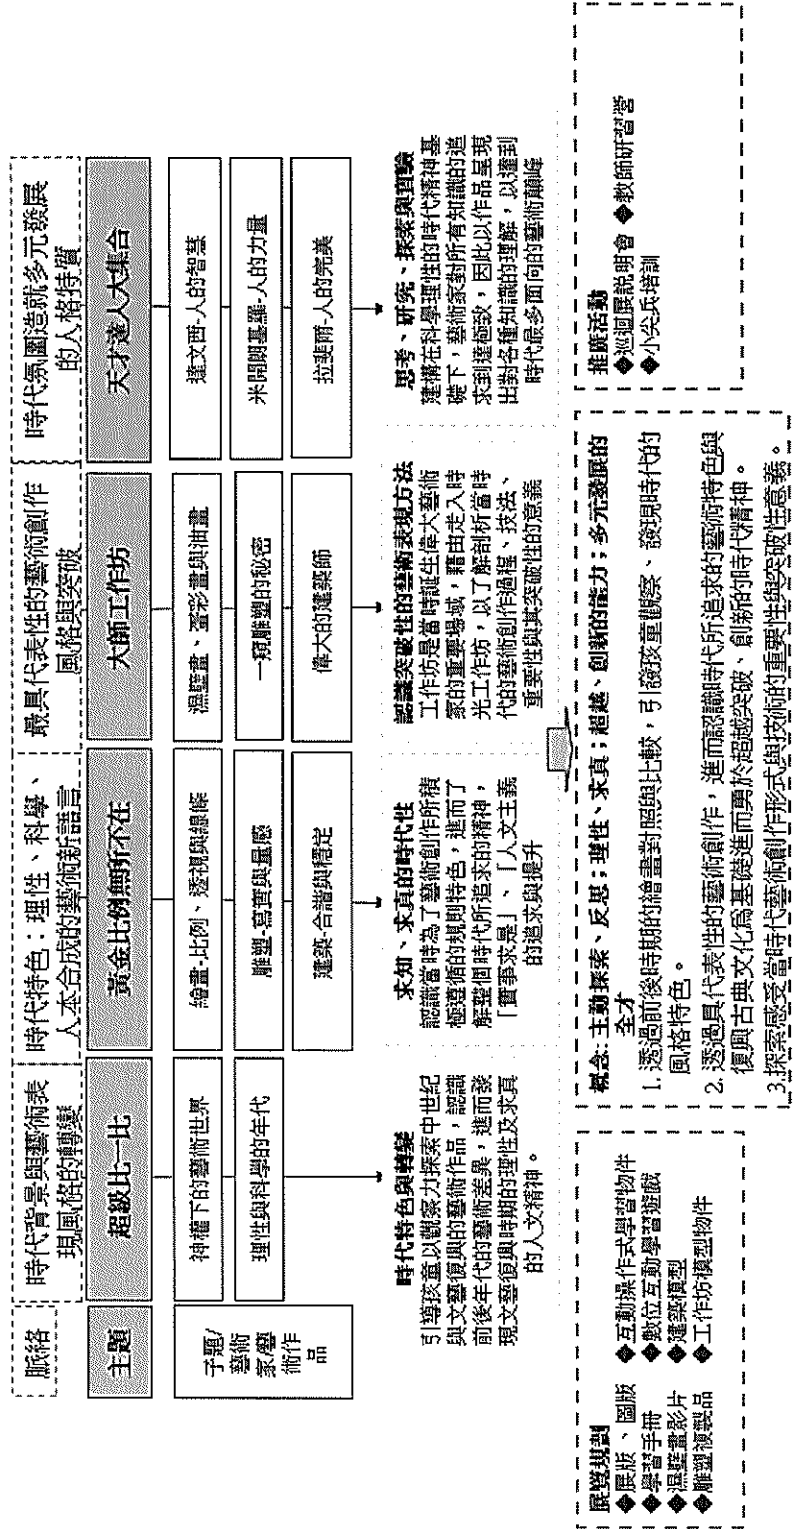 脈絡
時代背景與藝術表
現風格的轉變
時代特色：理性、科學、
人本合成的藝術新語言
最具代表性的藝術創作
風格與突破
時代氛圍造就多元發展
的人格特質
主題
超級比一比
黃金比例無所不在
大師工作坊
天才達人大集合
子題/
藝術
家/藝
術作
品
神權下的藝術世界
理性與科學的年代
繪畫-比例、透視與線條
雕塑-寫實與量感
建築-合諧與穩定
濕壁畫、蛋彩畫與油畫
一窺雕塑的秘密
偉大的建築師
達文西-人的智慧
米開朗基羅-人的力量
拉斐爾-人的完美
時代特色與轉變
引導孩童以觀察力探索中世紀
與文藝復興的藝術作品，認識
前後年代的藝術差異，進而發
現文藝復興時期的理性及求真
的人文精神。
求知、求真的時代性
認識當時為了藝術創作所積
極遵循的規則特色，進而了
解整個時代所追求的精神，
「實事求是」、「人文主義
的追求與提升
認識突破性的藝術表現方法
工作坊是當時誕生偉大藝術
家的重要場域，藉由走入時
光工作坊，以了解剖析當時
代的藝術創作過程、技法、
重要性與其突破性的意義
思考、研究、探索與實驗
建構在科學理性的時代精神基
礎下，藝術家對所有知識的追
求到達極致，因此以作品呈現
出對各種知識的理解，以達到
時代最多面向的藝術巔峰
展覽規劃
◆展版、圖版
◆學習手冊
◆濕壁畫影片
◆雕塑複製品
◆互動操作式學習物件
◆數位互動學習遊戲
◆建築模型
◆工作坊模型物件
概念: 主動探索、反思；理性、求真；超越、創新的能力；多元發展的
全才
1. 透過前後時期的繪畫對照與比較，引發孩童觀察、發現時代的
風格特色。
2. 透過具代表性的藝術創作，進而認識時代所追求的藝術特色與
復興古典文化為基礎進而勇於超越突破、創新的時代精神。
3.探索感受當時代藝術創作形式與技術的重要性與突破性意義。
推廣活動
◆巡迴展說明會 ◆教師研習營
◆小尖兵培訓